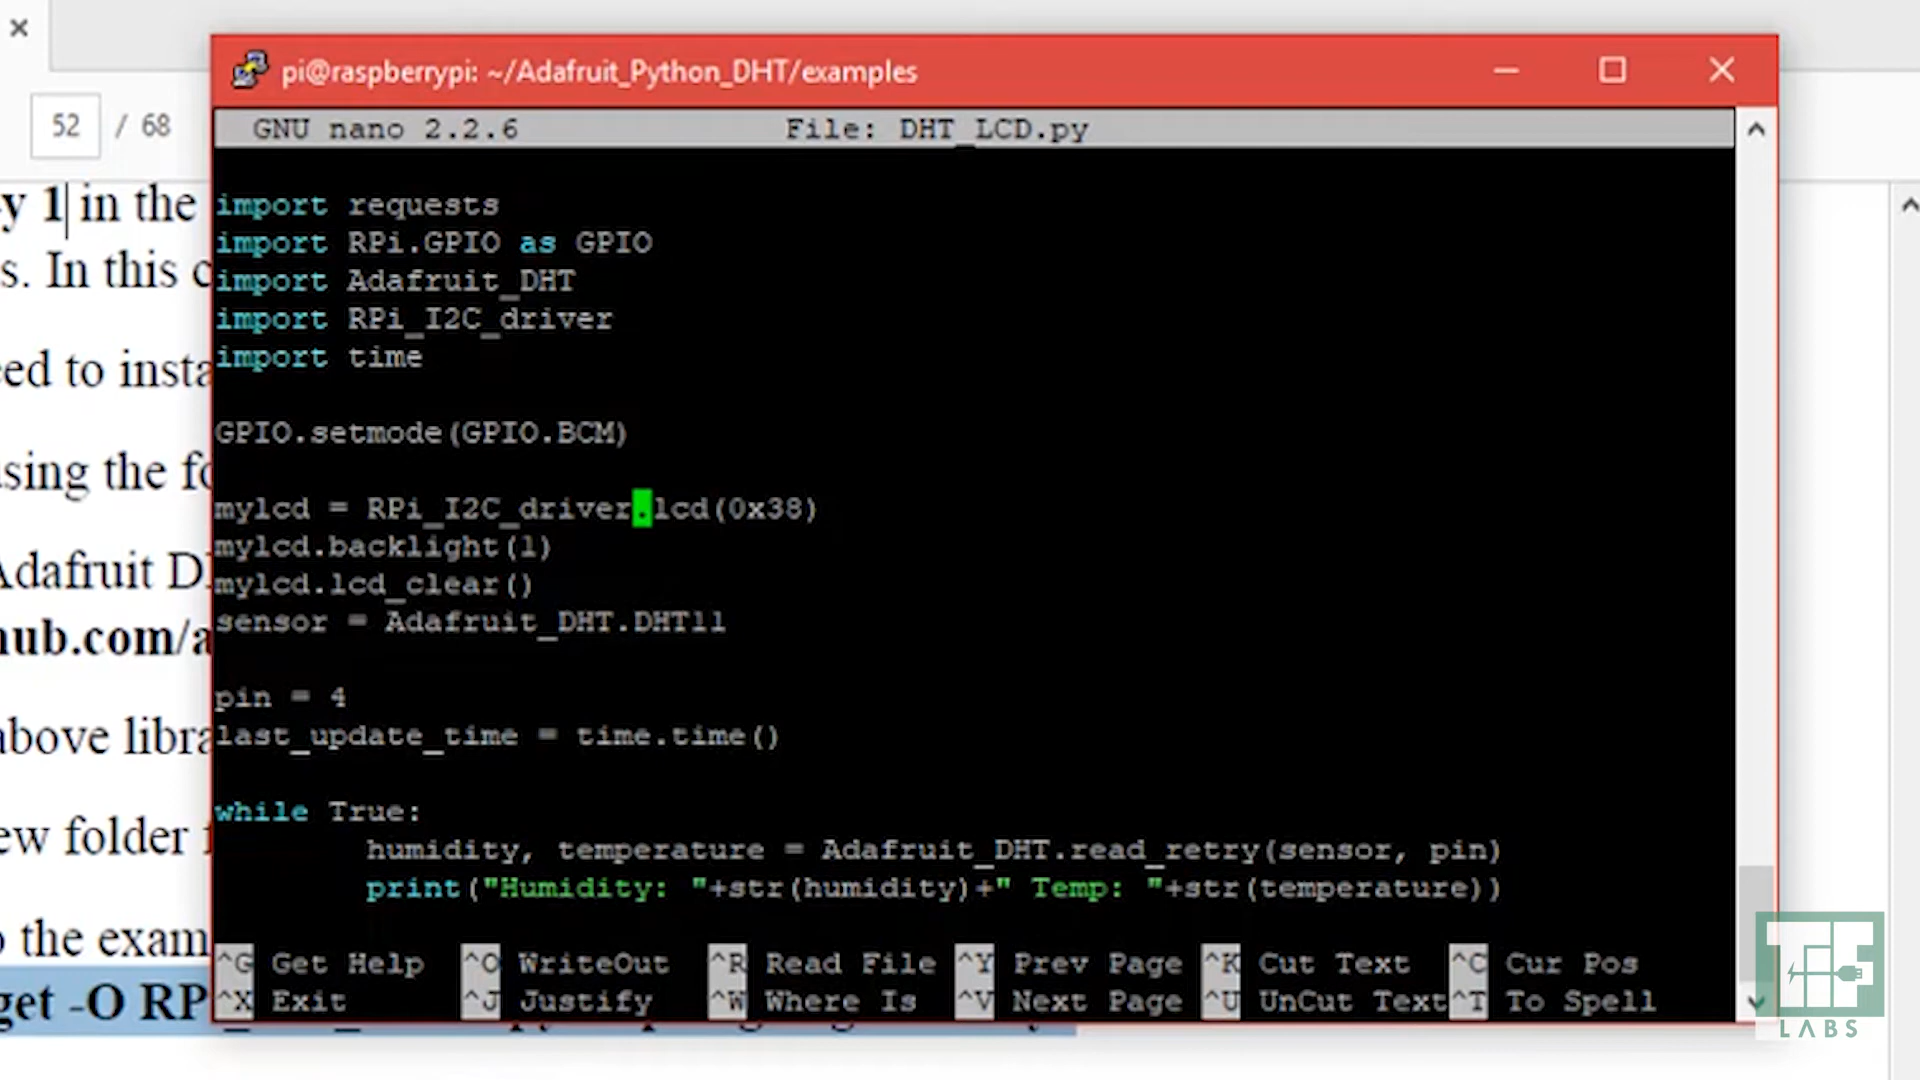 52 / 68
y 1 in the
s. In this c
eed to insta
using the fo
Adafruit D
hub.com/a
above libra
ew folder f
o the exam
get -O RP
pi@raspberrypi: ~/Adafruit_Python_DHT/examples
GNU nano 2.2.6 File: DHT_LCD.py
import requests
import RPi.GPIO as GPIO
import Adafruit_DHT
import RPi_I2C_driver
import time
GPIO.setmode(GPIO.BCM)
mylcd = RPi_I2C_driver.lcd(0x38)
mylcd.backlight(1)
mylcd.lcd_clear()
sensor = Adafruit_DHT.DHT11
pin = 4
last_update_time = time.time()
while True:
humidity, temperature = Adafruit_DHT.read_retry(sensor, pin)
print("Humidity: "+str(humidity)+" Temp: "+str(temperature))
^G Get Help ^O WriteOut ^R Read File ^Y Prev Page ^K Cut Text ^C Cur Pos
^X Exit ^J Justify ^W Where Is ^V Next Page ^U UnCut Text ^T To Spell
LABS